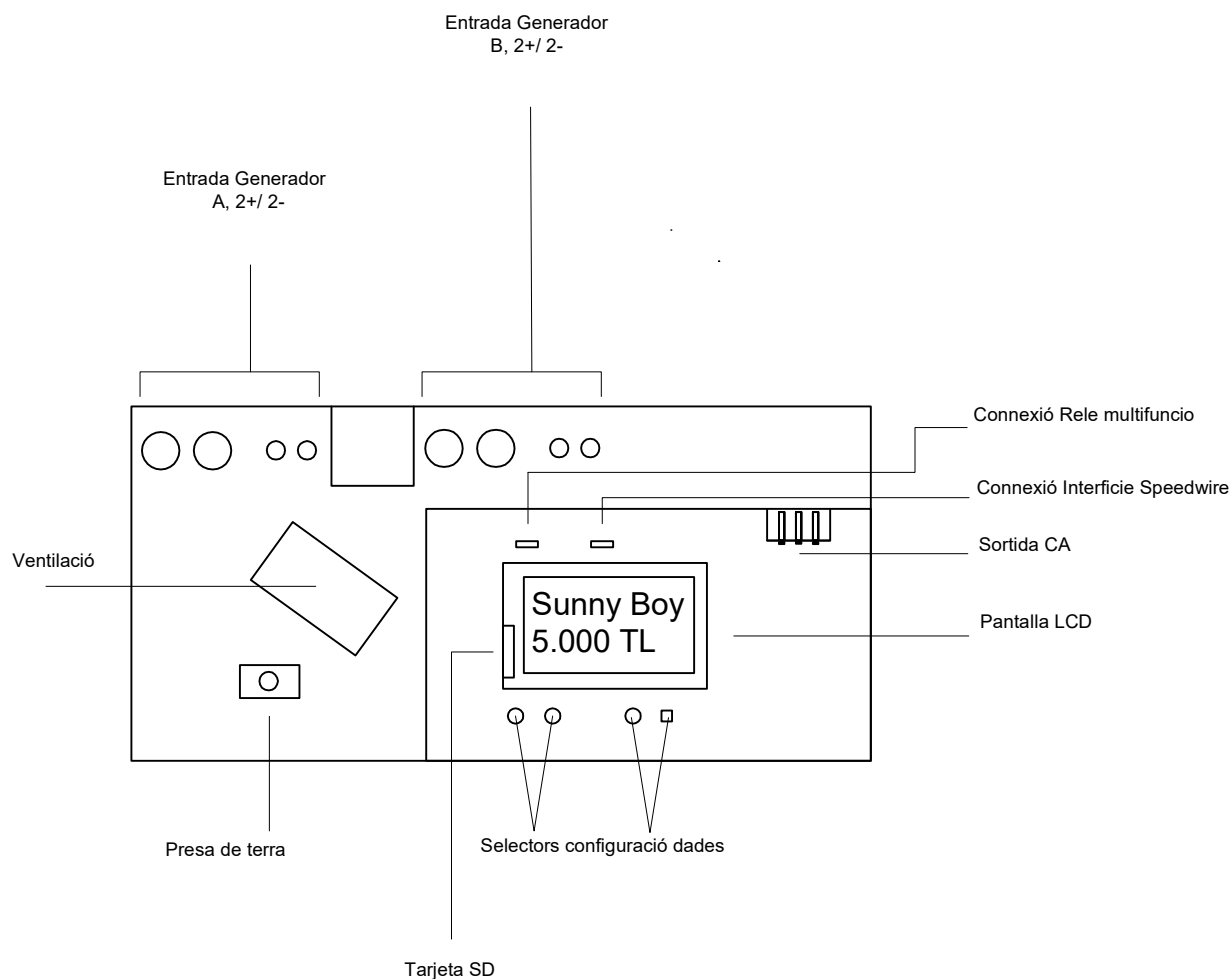 Entrada Generador
B, 2+/ 2-
Entrada Generador
A, 2+/ 2-
Connexió Rele multifuncio
Connexió Interficie Speedwire
Sortida CA
Ventilació
Sunny Boy
5.000 TL
Pantalla LCD
Presa de terra
Selectors configuració dades
Tarjeta SD